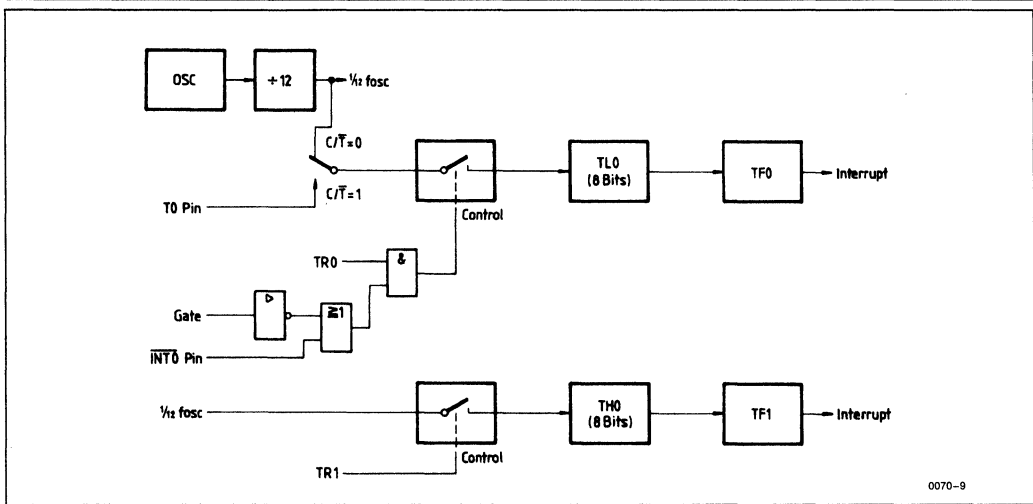 OSC
÷12
1/12 fosc
C/T̅=0
C/T̅=1
T0 Pin
Control
TL0
(8 Bits)
TF0
Interrupt
TR0
&
Gate
≧1
I̅N̅T̅0̅ Pin
1/12 fosc
Control
TH0
(8 Bits)
TF1
Interrupt
TR1
0070-9